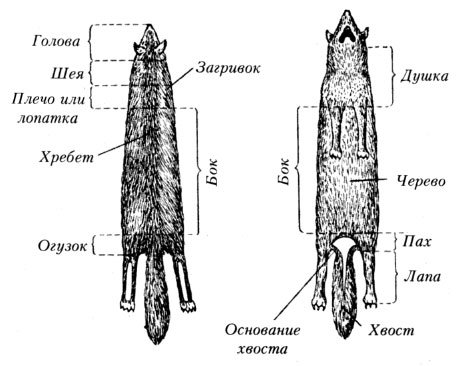 Голова
Шея
Плечо или
лопатка
Хребет
Огузок
Загривок
Бок
Бок
Душка
Черево
Пах
Лапа
Основание
хвоста
Хвост